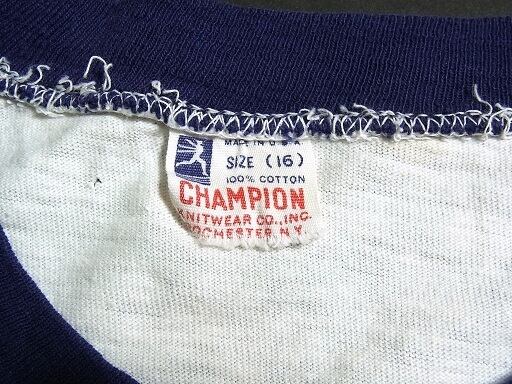 MADE IN U.S.A
SIZE (16)
100% COTTON
CHAMPION
KNITWEAR CO., INC.
ROCHESTER, N.Y.